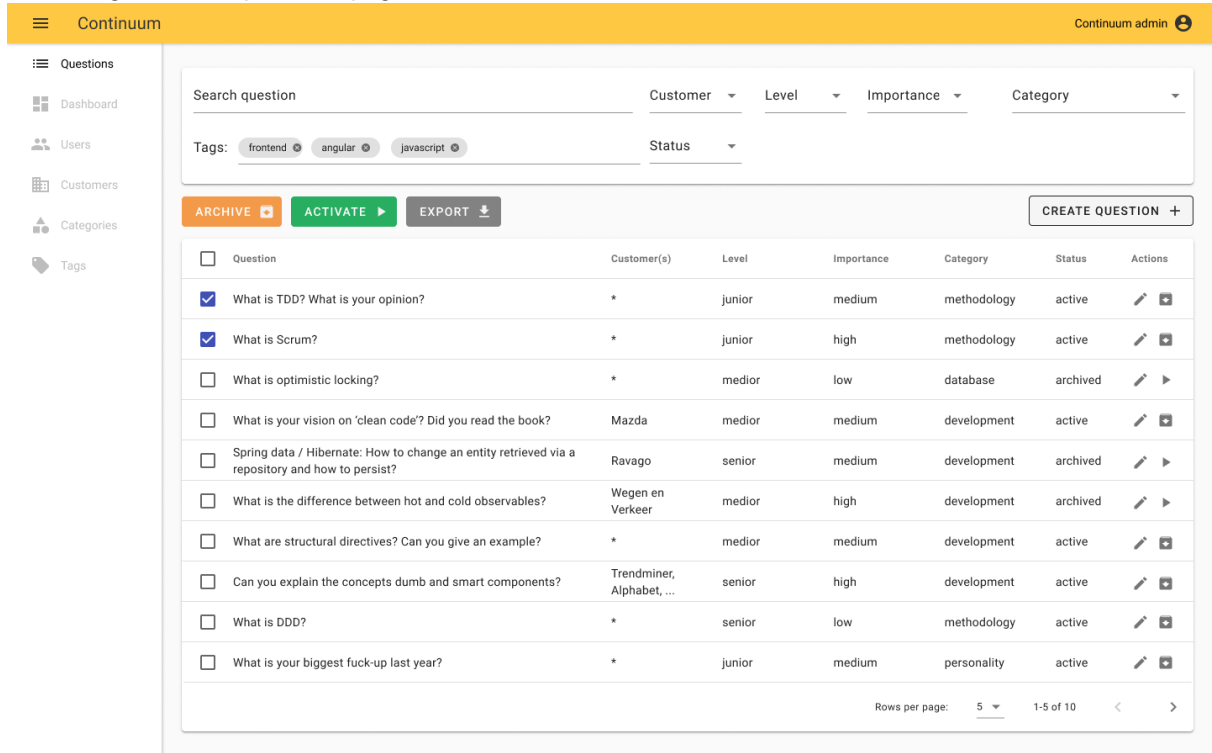 Continuum
Continuum admin
Questions
Dashboard
Users
Customers
Categories
Tags
Search question
Customer
Level
Importance
Category
Tags: frontend angular javascript
Status
ARCHIVE
ACTIVATE
EXPORT
CREATE QUESTION +
Question Customer(s) Level Importance Category Status Actions
What is TDD? What is your opinion? * junior medium methodology active
What is Scrum? * junior high methodology active
What is optimistic locking? * medior low database archived
What is your vision on ‘clean code’? Did you read the book? Mazda medior medium development active
Spring data / Hibernate: How to change an entity retrieved via a
repository and how to persist? Ravago senior medium development archived
What is the difference between hot and cold observables? Wegen en
Verkeer medior high development archived
What are structural directives? Can you give an example? * medior medium development active
Can you explain the concepts dumb and smart components? Trendminer,
Alphabet, ... senior high development active
What is DDD? * senior low methodology active
What is your biggest fuck-up last year? * junior medium personality active
Rows per page: 5 1-5 of 10